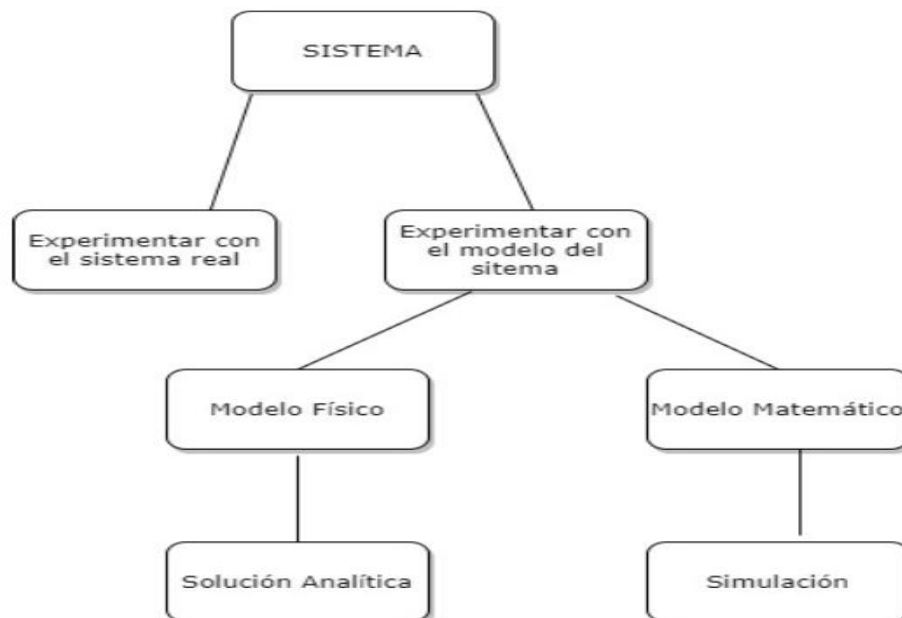 SISTEMA
Experimentar con
el sistema real
Experimentar con
el modelo del
sitema
Modelo Físico
Modelo Matemático
Solución Analítica
Simulación